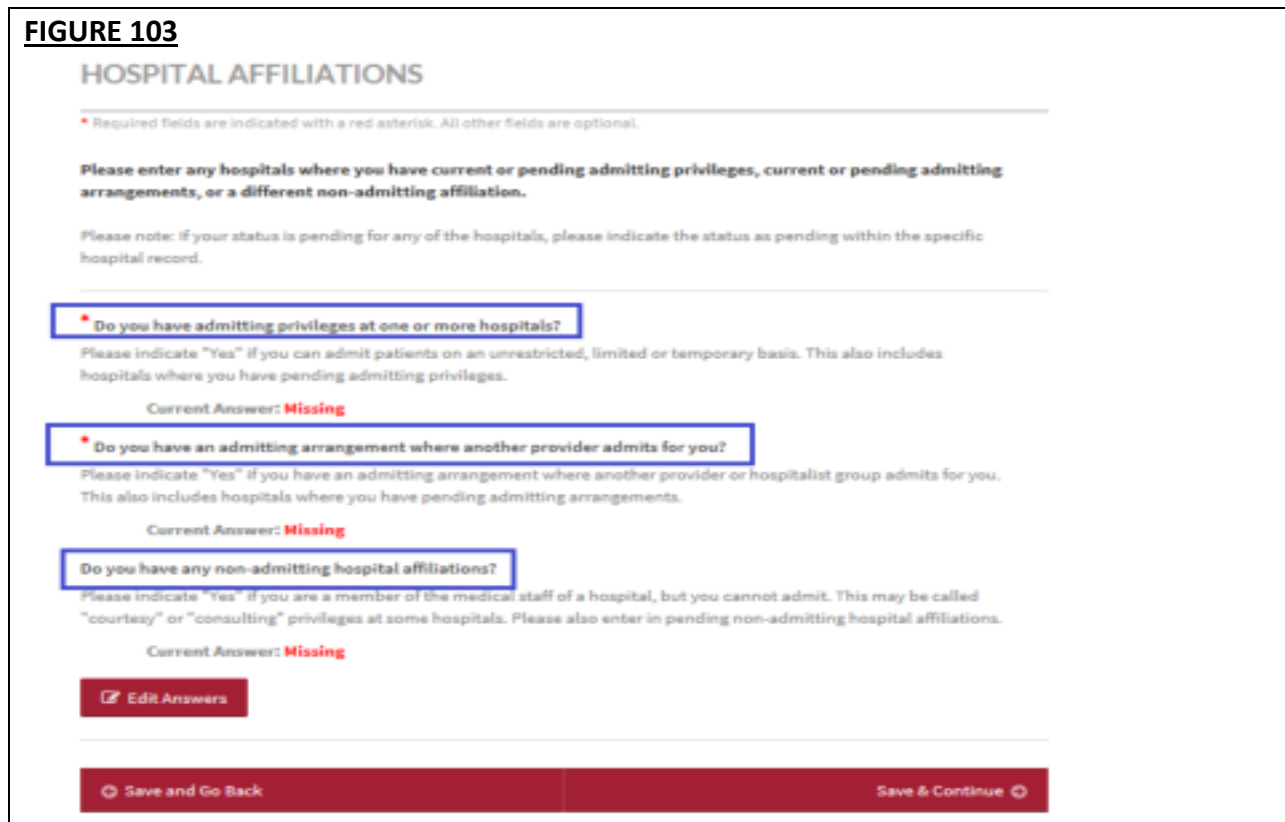 FIGURE 103
HOSPITAL AFFILIATIONS
* Required fields are indicated with a red asterisk. All other fields are optional.
Please enter any hospitals where you have current or pending admitting privileges, current or pending admitting
arrangements, or a different non-admitting affiliation.
Please note: If your status is pending for any of the hospitals, please indicate the status as pending within the specific
hospital record.
* Do you have admitting privileges at one or more hospitals?
Please indicate "Yes" if you can admit patients on an unrestricted, limited or temporary basis. This also includes
hospitals where you have pending admitting privileges.
Current Answer: Missing
* Do you have an admitting arrangement where another provider admits for you?
Please indicate "Yes" if you have an admitting arrangement where another provider or hospitalist group admits for you.
This also includes hospitals where you have pending admitting arrangements.
Current Answer: Missing
Do you have any non-admitting hospital affiliations?
Please indicate "Yes" if you are a member of the medical staff of a hospital, but you cannot admit. This may be called
"courtesy" or "consulting" privileges at some hospitals. Please also enter in pending non-admitting hospital affiliations.
Current Answer: Missing
Edit Answers
Save and Go Back
Save & Continue